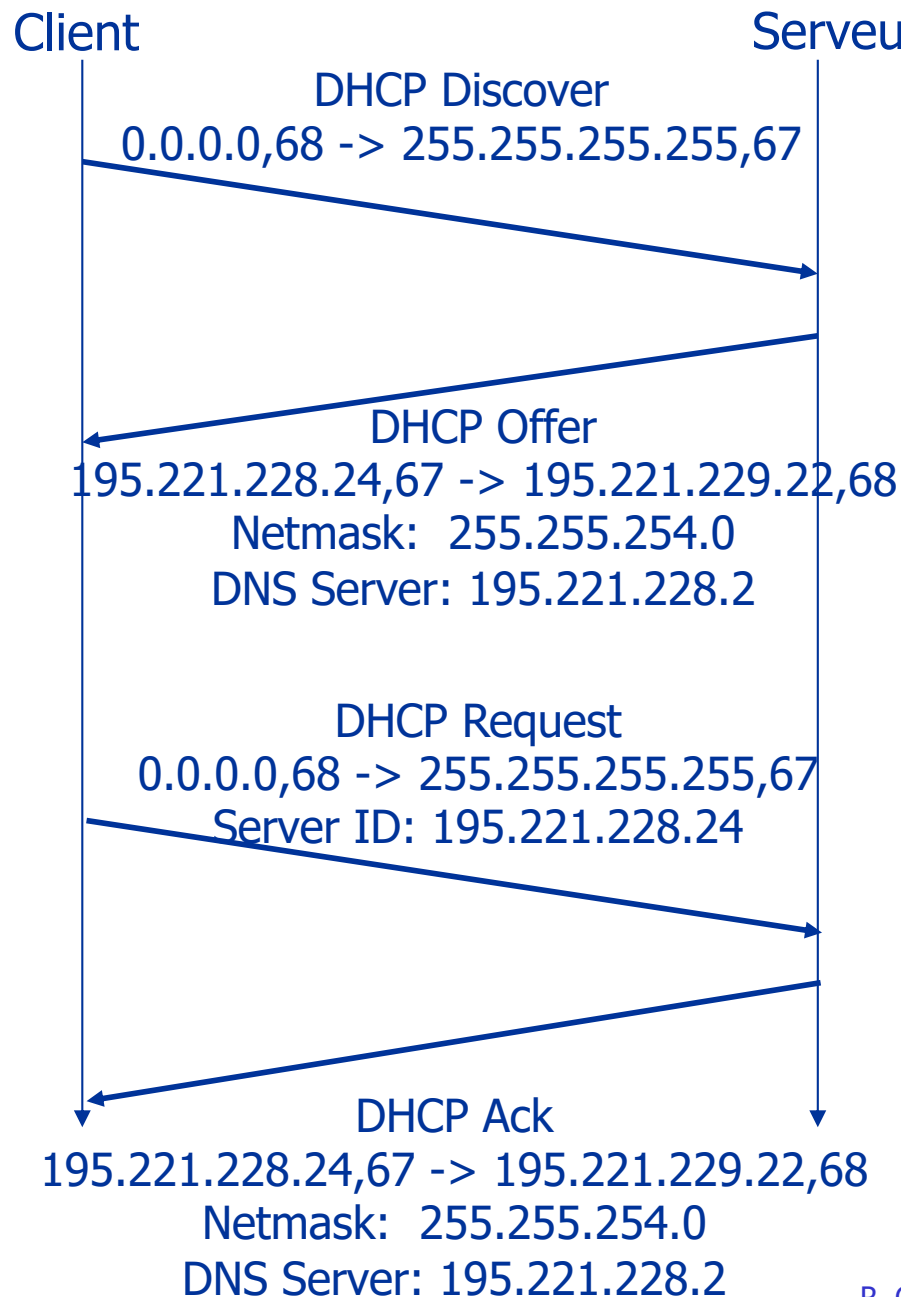 Client Serveu
DHCP Discover
0.0.0.0,68 -> 255.255.255.255,67
DHCP Offer
195.221.228.24,67 -> 195.221.229.22,68
Netmask: 255.255.254.0
DNS Server: 195.221.228.2
DHCP Request
0.0.0.0,68 -> 255.255.255.255,67
Server ID: 195.221.228.24
DHCP Ack
195.221.228.24,67 -> 195.221.229.22,68
Netmask: 255.255.254.0
DNS Server: 195.221.228.2